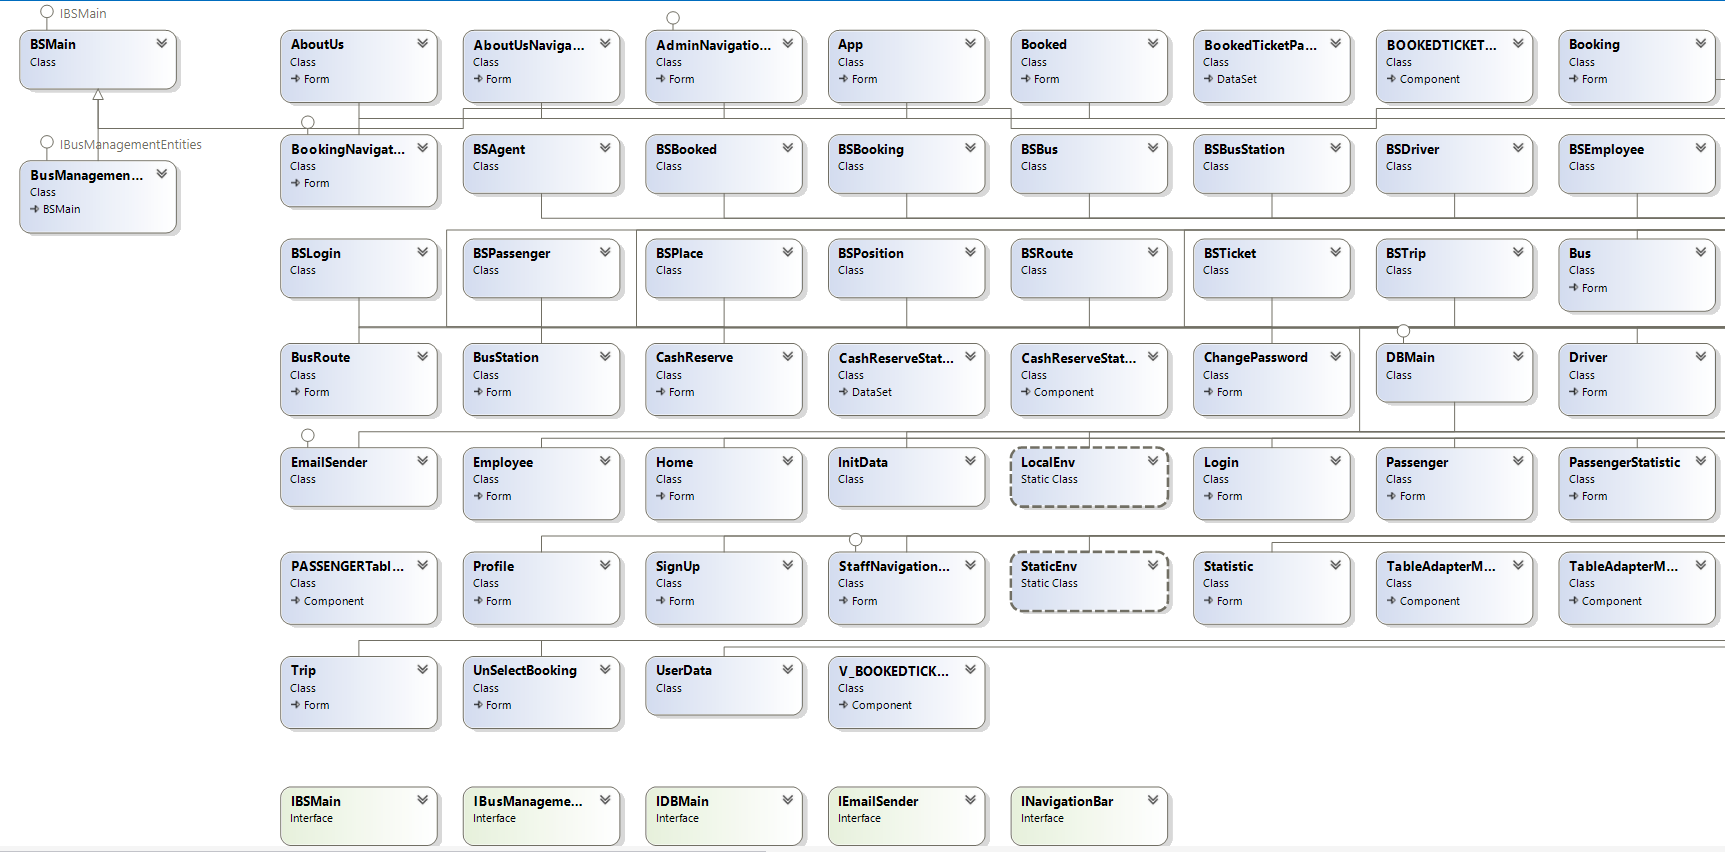 IBSMain
BSMain
Class
IBusManagementEntities
BusManagemen...
Class
BSMain
AboutUs
Class
Form
AboutUsNaviga...
Class
Form
AdminNavigatio...
Class
Form
App
Class
Form
Booked
Class
Form
BookedTicketPa...
Class
DataSet
BOOKEDTICKET...
Class
Component
Booking
Class
Form
BookingNavigat...
Class
Form
BSAgent
Class
BSBooked
Class
BSBooking
Class
BSBus
Class
BSBusStation
Class
BSDriver
Class
BSEmployee
Class
BSLogin
Class
BSPassenger
Class
BSPlace
Class
BSPosition
Class
BSRoute
Class
BSTicket
Class
BSTrip
Class
Bus
Class
Form
BusRoute
Class
Form
BusStation
Class
Form
CashReserve
Class
Form
CashReserveStat...
Class
DataSet
CashReserveStat...
Class
Component
ChangePassword
Class
Form
DBMain
Class
Driver
Class
Form
EmailSender
Class
Employee
Class
Form
Home
Class
Form
InitData
Class
LocalEnv
Static Class
Login
Class
Form
Passenger
Class
Form
PassengerStatistic
Class
Form
PASSENGERTabl...
Class
Component
Profile
Class
Form
SignUp
Class
Form
StaffNavigation...
Class
Form
StaticEnv
Static Class
Statistic
Class
Form
TableAdapterM...
Class
Component
TableAdapterM...
Class
Component
Trip
Class
Form
UnSelectBooking
Class
Form
UserData
Class
V_BOOKEDTICK...
Class
Component
IBSMain
Interface
IBusManageme...
Interface
IDBMain
Interface
IEmailSender
Interface
INavigationBar
Interface